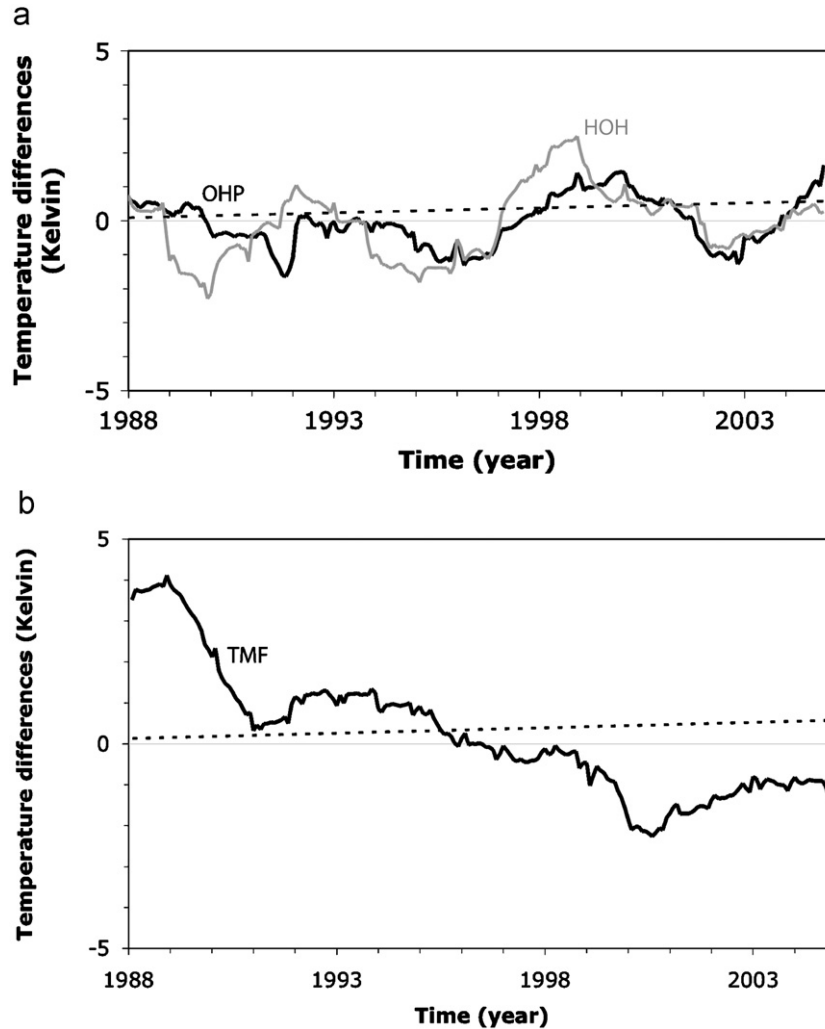 a
Temperature differences
(Kelvin)
5
0
-5
OHP
HOH
1988
1993
1998
2003
Time (year)
b
Temperature differences (Kelvin)
5
0
-5
TMF
1988
1993
1998
2003
Time (year)